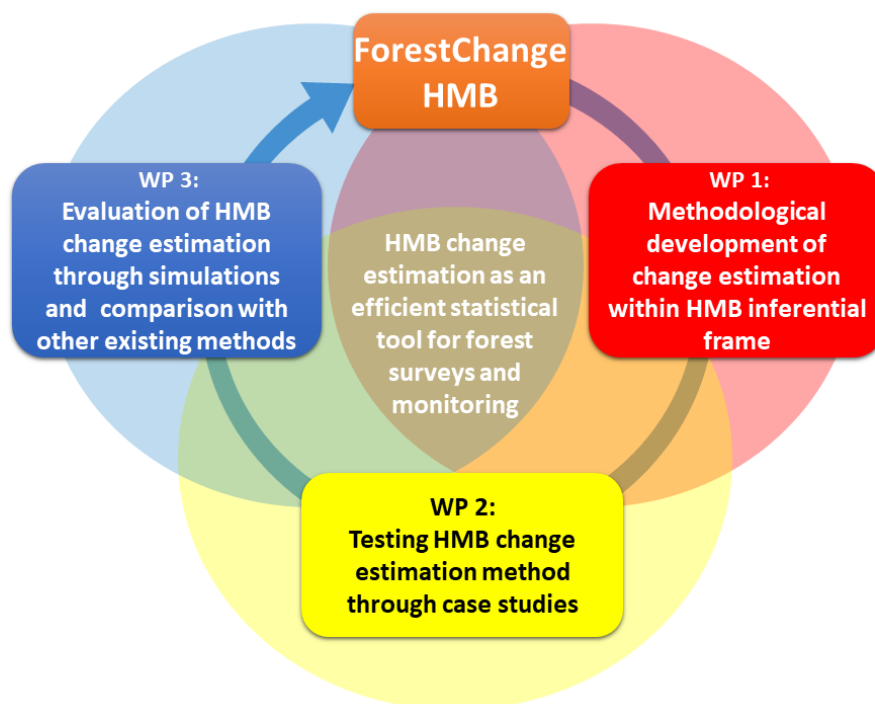 ForestChange
HMB
WP 3:
Evaluation of HMB
change estimation
through simulations
and comparison with
other existing methods
WP 1:
Methodological
development of
change estimation
within HMB inferential
frame
HMB change
estimation as an
efficient statistical
tool for forest
surveys and
monitoring
WP 2:
Testing HMB change
estimation method
through case studies